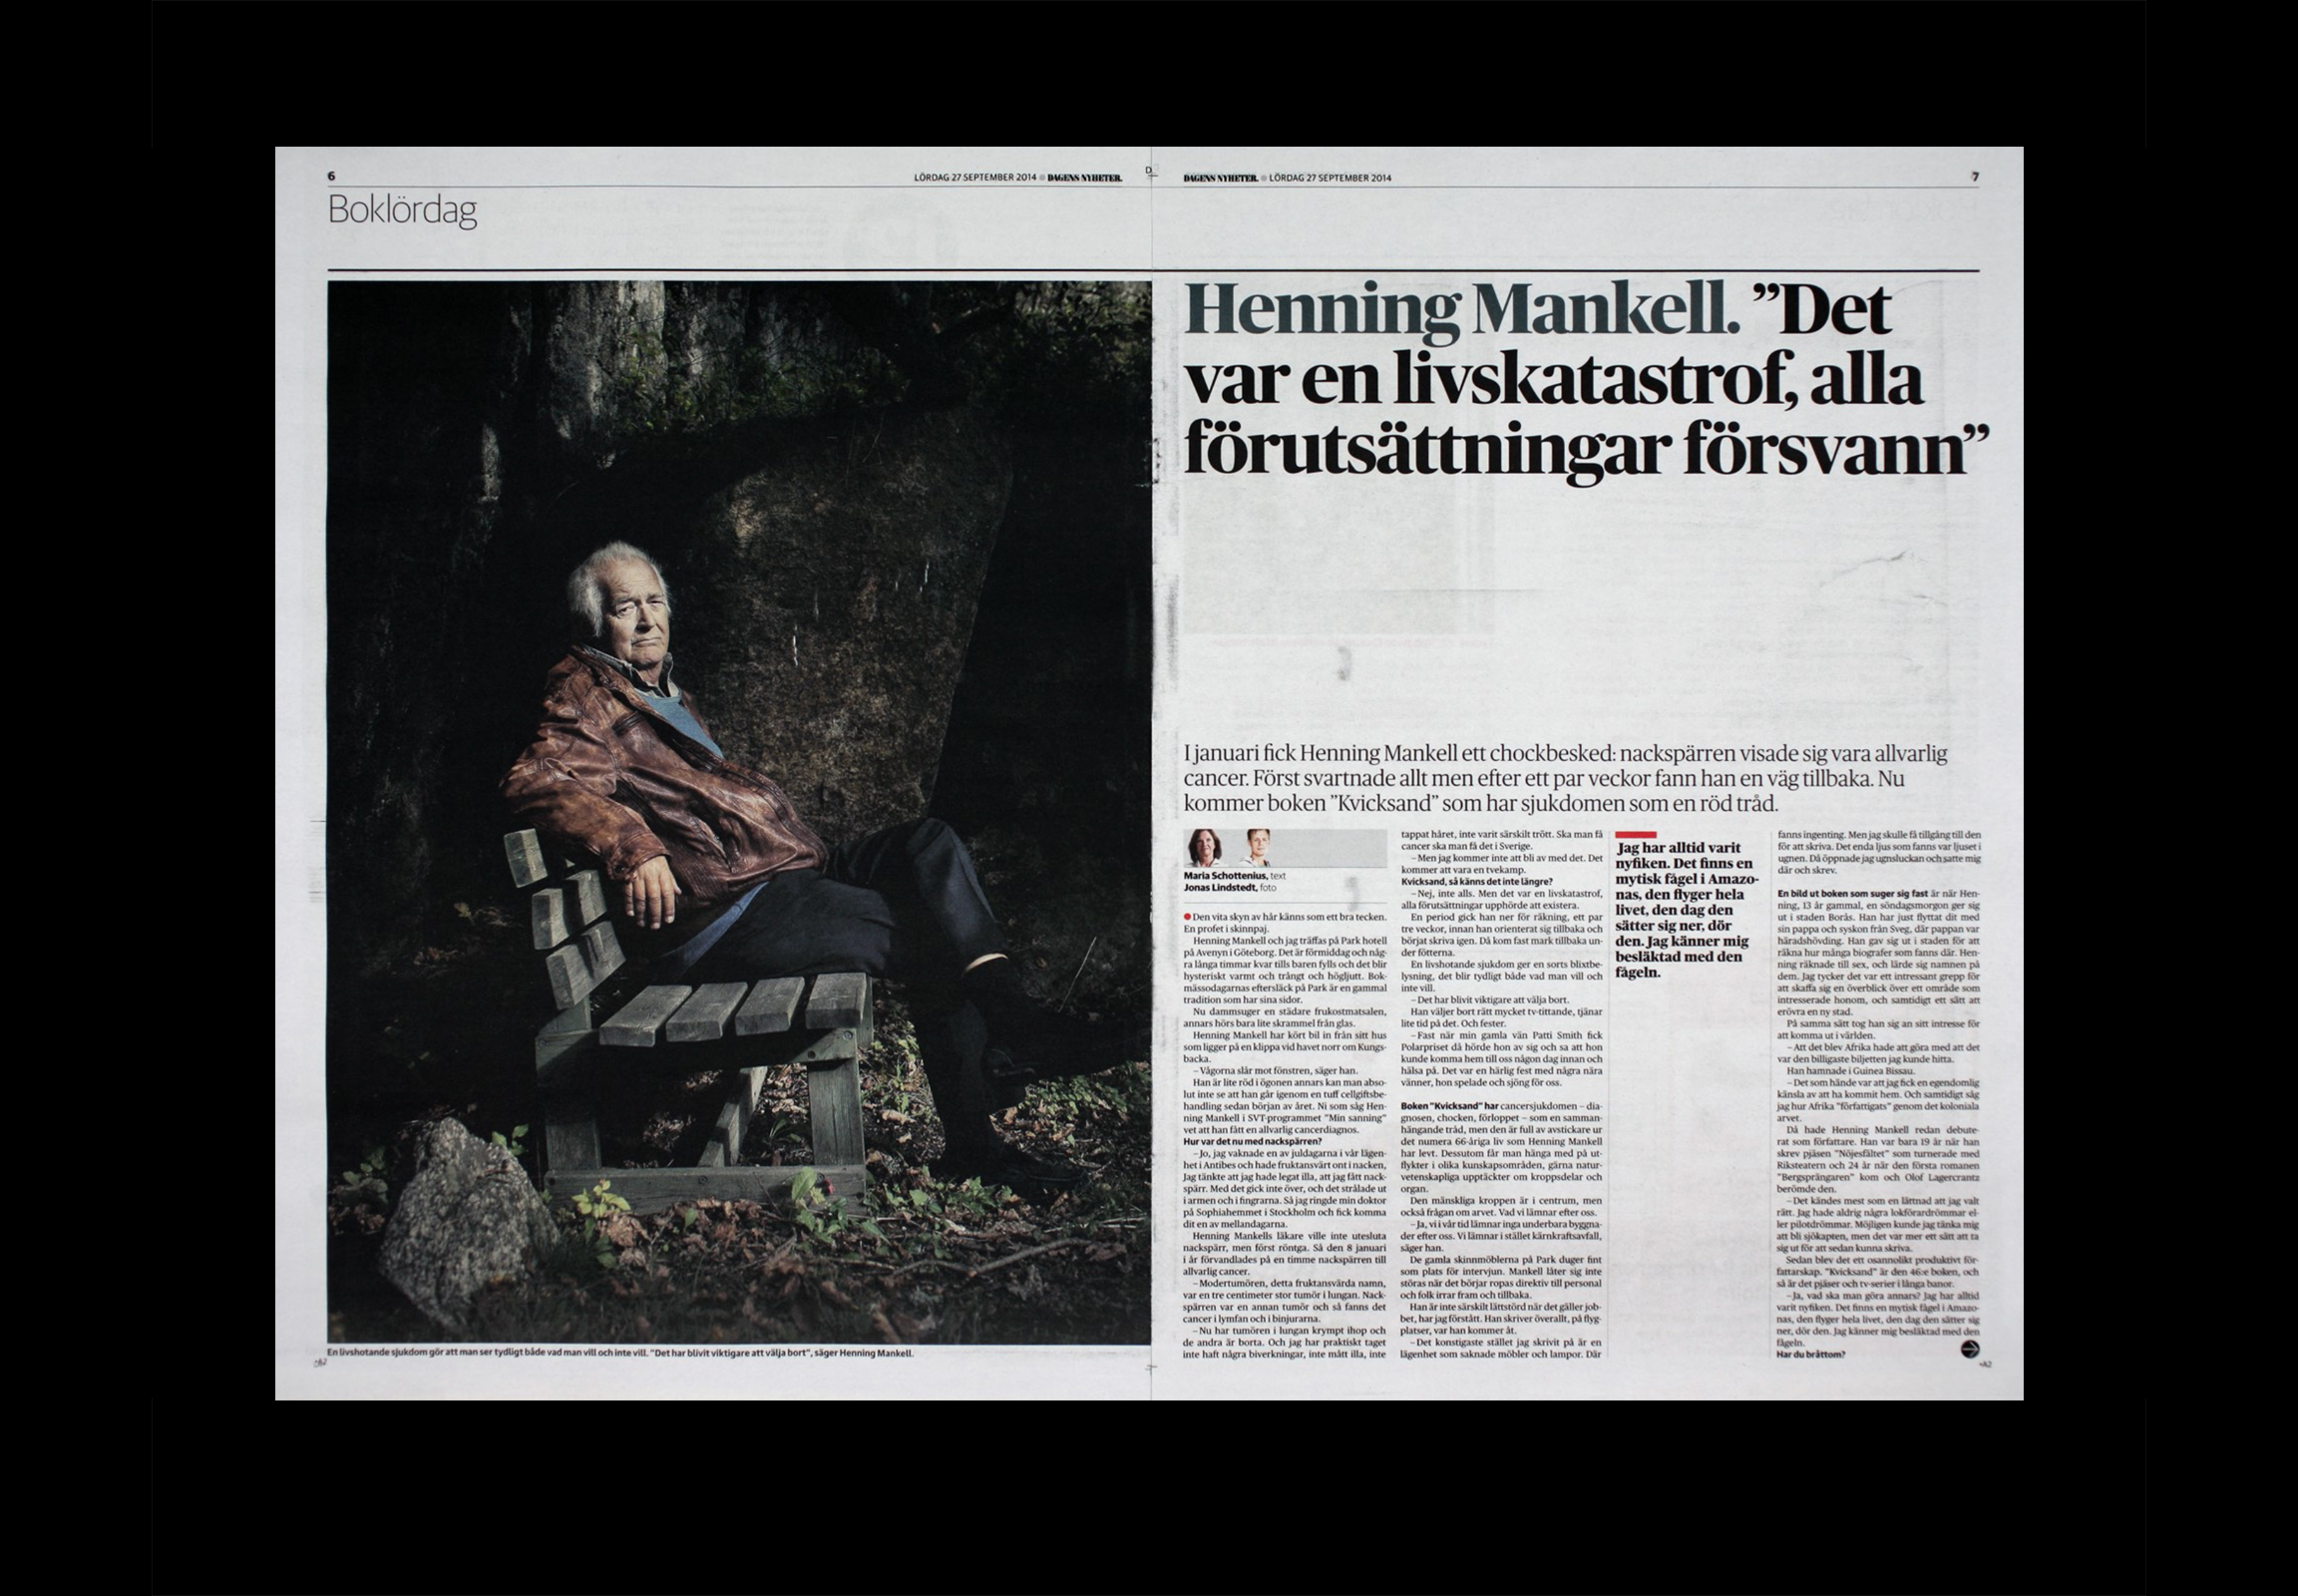 6
LÖRDAG 27 SEPTEMBER 2014 ● DAGENS NYHETER.
Boklördag
En livshotande sjukdom gör att man ser tydligt både vad man vill och inte vill. ”Det har blivit viktigare att välja bort”, säger Henning Mankell.
DAGENS NYHETER. ● LÖRDAG 27 SEPTEMBER 2014
7
Henning Mankell. ”Det
var en livskatastrof, alla
förutsättningar försvann”
I januari fick Henning Mankell ett chockbesked: nackspärren visade sig vara allvarlig
cancer. Först svartnade allt men efter ett par veckor fann han en väg tillbaka. Nu
kommer boken ”Kvicksand” som har sjukdomen som en röd tråd.
Maria Schottenius, text
Jonas Lindstedt, foto
● Den vita skyn av hår känns som ett bra tecken.
En profet i skinnpaj.
Henning Mankell och jag träffas på Park hotell
på Avenyn i Göteborg. Det är förmiddag och någ-
ra långa timmar kvar tills baren fylls och det blir
hysteriskt varmt och trångt och högljutt. Bok-
mässodagarnas eftersläck på Park är en gammal
tradition som har sina sidor.
Nu dammsuger en städare frukostmatsalen,
annars hörs bara lite skrammel från glas.
Henning Mankell har kört bil in från sitt hus
som ligger på en klippa vid havet norr om Kungs-
backa.
– Vågorna slår mot fönstren, säger han.
Han är lite röd i ögonen annars kan man abso-
lut inte se att han går igenom en tuff cellgiftsbe-
handling sedan början av året. Ni som såg Hen-
ning Mankell i SVT-programmet ”Min sanning”
vet att han fått en allvarlig cancerdiagnos.
Hur var det nu med nackspärren?
– Jo, jag vaknade en av juldagarna i vår lägen-
het i Antibes och hade fruktansvärt ont i nacken,
Jag tänkte att jag hade legat illa, att jag fått nack-
spärr. Med det gick inte över, och det strålade ut
i armen och i fingrarna. Så jag ringde min doktor
på Sophiahemmet i Stockholm och fick komma
dit en av mellandagarna.
Henning Mankells läkare ville inte utesluta
nackspärr, men först röntga. Så den 8 januari
i år förvandlades på en timme nackspärren till
allvarlig cancer.
– Modertumören, detta fruktansvärda namn,
var en tre centimeter stor tumör i lungan. Nack-
spärren var en annan tumör och så fanns det
cancer i lymfan och i binjurarna.
– Nu har tumören i lungan krympt ihop och
de andra är borta. Och jag har praktiskt taget
inte haft några biverkningar, inte mått illa, inte
tappat håret, inte varit särskilt trött. Ska man få
cancer ska man få det i Sverige.
– Men jag kommer inte att bli av med det. Det
kommer att vara en tvekamp.
Kvicksand, så känns det inte längre?
– Nej, inte alls. Men det var en livskatastrof,
alla förutsättningar upphörde att existera.
En period gick han ner för räkning, ett par
tre veckor, innan han orienterat sig tillbaka och
börjat skriva igen. Då kom fast mark tillbaka un-
der fötterna.
En livshotande sjukdom ger en sorts blixtbe-
lysning, det blir tydligt både vad man vill och
inte vill.
– Det har blivit viktigare att välja bort.
Han väljer bort rätt mycket tv-tittande, tjänar
lite tid på det. Och fester.
– Fast när min gamla vän Patti Smith fick
Polarpriset då hörde hon av sig och sa att hon
kunde komma hem till oss någon dag innan och
hälsa på. Det var en härlig fest med några nära
vänner, hon spelade och sjöng för oss.
Boken ”Kvicksand” har cancersjukdomen – dia-
gnosen, chocken, förloppet – som en samman-
hängande tråd, men den är full av avstickare ur
det numera 66-åriga liv som Henning Mankell
har levt. Dessutom får man hänga med på ut-
flykter i olika kunskapsområden, gärna natur-
vetenskapliga upptäckter om kroppsdelar och
organ.
Den mänskliga kroppen är i centrum, men
också frågan om arvet. Vad vi lämnar efter oss.
– Ja, vi i vår tid lämnar inga underbara byggna-
der efter oss. Vi lämnar i stället kärnkraftsavfall,
säger han.
De gamla skinnmöblerna på Park duger fint
som plats för intervjun. Mankell låter sig inte
störas när det börjar ropas direktiv till personal
och folk irrar fram och tillbaka.
Han är inte särskilt lättstörd när det gäller job-
bet, har jag förstått. Han skriver överallt, på flyg-
platser, var han kommer åt.
– Det konstigaste stället jag skrivit på är en
lägenhet som saknade möbler och lampor. Där
Jag har alltid varit
nyfiken. Det finns en
mytisk fågel i Amazo-
nas, den flyger hela
livet, den dag den
sätter sig ner, dör
den. Jag känner mig
besläktad med den
fågeln.
fanns ingenting. Men jag skulle få tillgång till den
för att skriva. Det enda ljus som fanns var ljuset i
ugnen. Då öppnade jag ugnsluckan och satte mig
där och skrev.
En bild ut boken som suger sig fast är när Hen-
ning, 13 år gammal, en söndagsmorgon ger sig
ut i staden Borås. Han har just flyttat dit med
sin pappa och syskon från Sveg, där pappan var
häradshövding. Han gav sig ut i staden för att
räkna hur många biografer som fanns där. Hen-
ning räknade till sex, och lärde sig namnen på
dem. Jag tycker det var ett intressant grepp för
att skaffa sig en överblick över ett område som
intresserade honom, och samtidigt ett sätt att
erövra en ny stad.
På samma sätt tog han sig an sitt intresse för
att komma ut i världen.
– Att det blev Afrika hade att göra med att det
var den billigaste biljetten jag kunde hitta.
Han hamnade i Guinea Bissau.
– Det som hände var att jag fick en egendomlig
känsla av att ha kommit hem. Och samtidigt såg
jag hur Afrika ”författigats” genom det koloniala
arvet.
Då hade Henning Mankell redan debute-
rat som författare. Han var bara 19 år när han
skrev pjäsen ”Nöjesfältet” som turnerade med
Riksteatern och 24 år när den första romanen
”Bergsprängaren” kom och Olof Lagercrantz
berömde den.
– Det kändes mest som en lättnad att jag valt
rätt. Jag hade aldrig några lokförardrömmar el-
ler pilotdrömmar. Möjligen kunde jag tänka mig
att bli sjökapten, men det var mer ett sätt att ta
sig ut för att sedan kunna skriva.
Sedan blev det ett osannolikt produktivt för-
fattarskap. ”Kvicksand” är den 46:e boken, och
så är det pjäser och tv-serier i långa banor.
– Ja, vad ska man göra annars? Jag har alltid
varit nyfiken. Det finns en mytisk fågel i Amazo-
nas, den flyger hela livet, den dag den sätter sig
ner, dör den. Jag känner mig besläktad med den
fågeln.
Har du bråttom?